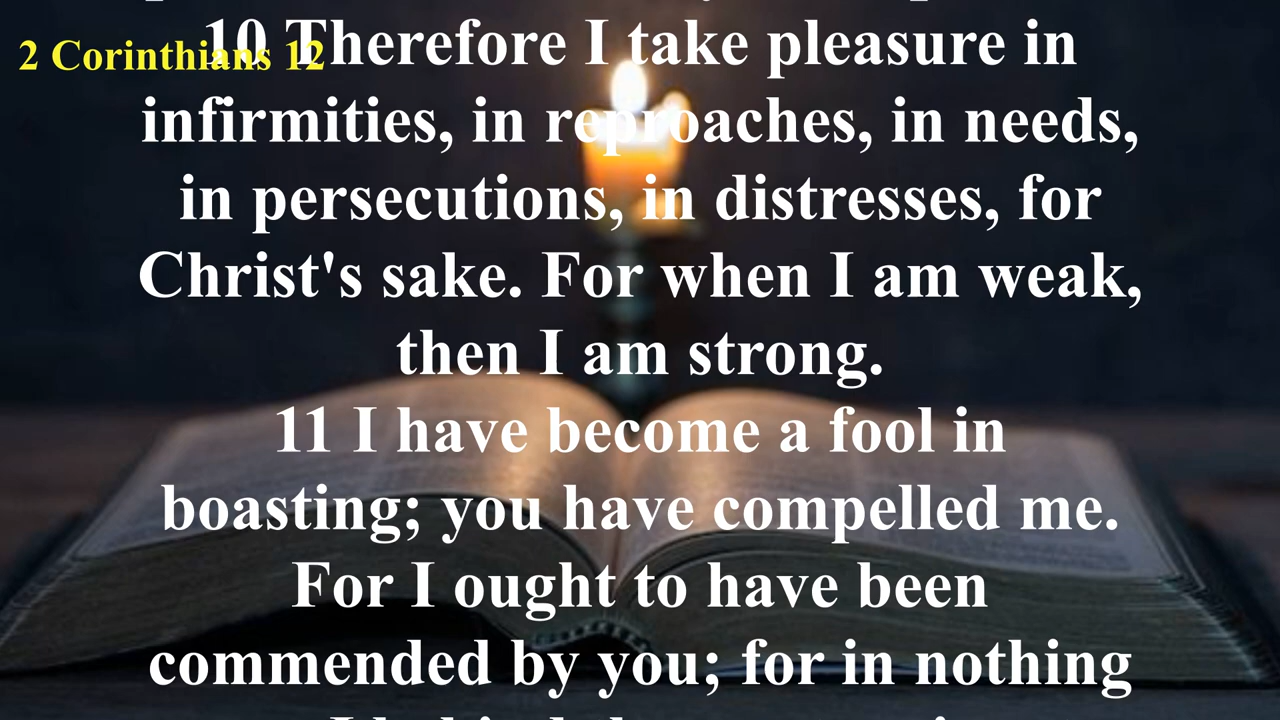 2 Corinthians 12
10 Therefore I take pleasure in
infirmities, in reproaches, in needs,
in persecutions, in distresses, for
Christ's sake. For when I am weak,
then I am strong.
11 I have become a fool in
boasting; you have compelled me.
For I ought to have been
commended by you; for in nothing